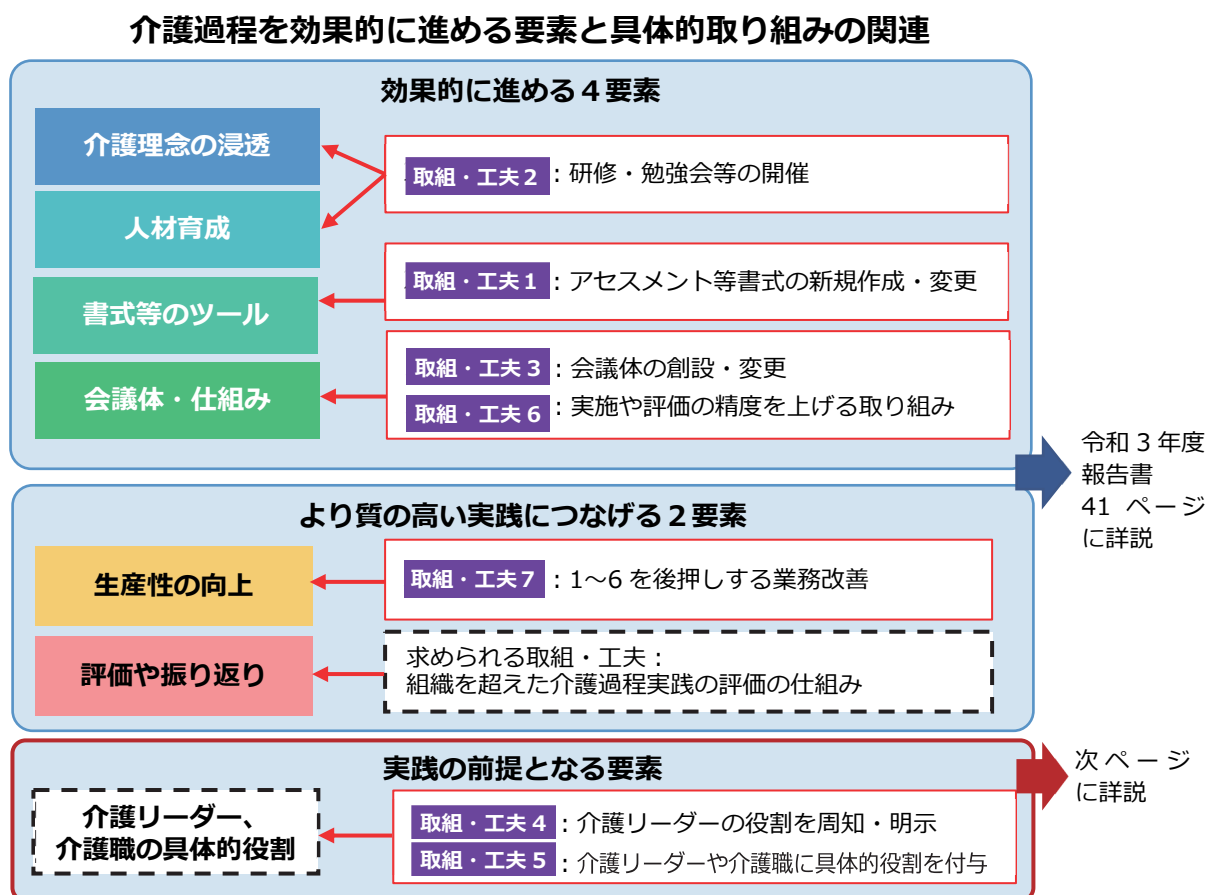 介護過程を効果的に進める要素と具体的取り組みの関連
効果的に進める４要素
介護理念の浸透
取組・工夫２：研修・勉強会等の開催
人材育成
取組・工夫１：アセスメント等書式の新規作成・変更
書式等のツール
取組・工夫３：会議体の創設・変更
会議体・仕組み
取組・工夫６：実施や評価の精度を上げる取り組み
令和３年度
報告書
41 ページ
に詳説
より質の高い実践につなげる２要素
生産性の向上
取組・工夫７：1～6 を後押しする業務改善
評価や振り返り
求められる取組・工夫：
組織を超えた介護過程実践の評価の仕組み
実践の前提となる要素
介護リーダー、
介護職の具体的役割
取組・工夫４：介護リーダーの役割を周知・明示
取組・工夫５：介護リーダーや介護職に具体的役割を付与
次ページ
に詳説